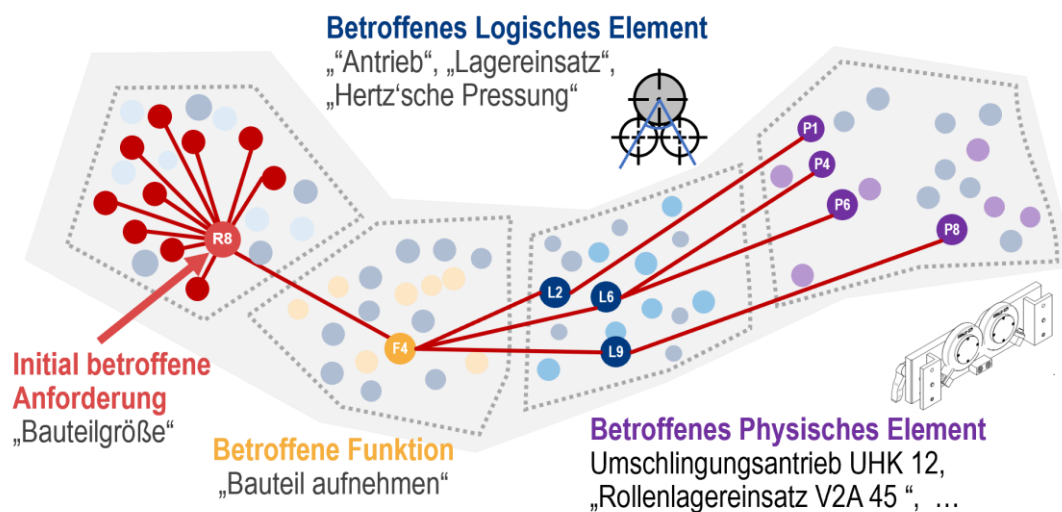 Betroffenes Logisches Element
„“Antrieb“, „Lagereinsatz“,
„Hertz‘sche Pressung“
P1
P4
P6
P8
R8
L2
L6
L9
F4
Initial betroffene
Anforderung
„Bauteilgröße“
Betroffene Funktion
„Bauteil aufnehmen“
Betroffenes Physisches Element
Umschlingungsantrieb UHK 12,
„Rollenlagereinsatz V2A 45 “, …